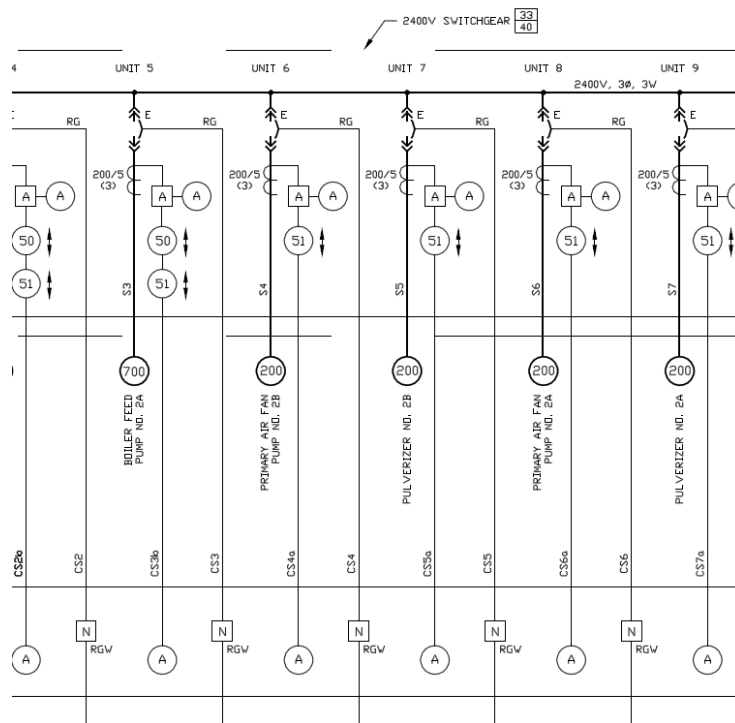 2400V SWITCHGEAR 33
40
4
UNIT 5
UNIT 6
UNIT 7
UNIT 8
UNIT 9
2400V, 3Ø, 3W
E
E
E
E
E
E
RG
RG
RG
RG
RG
200/5
(3)
200/5
(3)
200/5
(3)
200/5
(3)
200/5
(3)
A
A
A
A
A
A
A
A
A
A
A
A
50
50
51
51
51
51
51
51
S3
S4
S5
S6
S7
700
200
200
200
200
BOILER FEED
PUMP NO. 2A
PRIMARY AIR FAN
PUMP NO. 2B
PULVERIZER NO. 2B
PRIMARY AIR FAN
PUMP NO. 2A
PULVERIZER NO. 2A
CS2b
CS2
CS3b
CS3
CS4a
CS4
CS5a
CS5
CS6a
CS6
CS7a
N
N
N
N
N
RGW
RGW
RGW
RGW
RGW
A
A
A
A
A
A